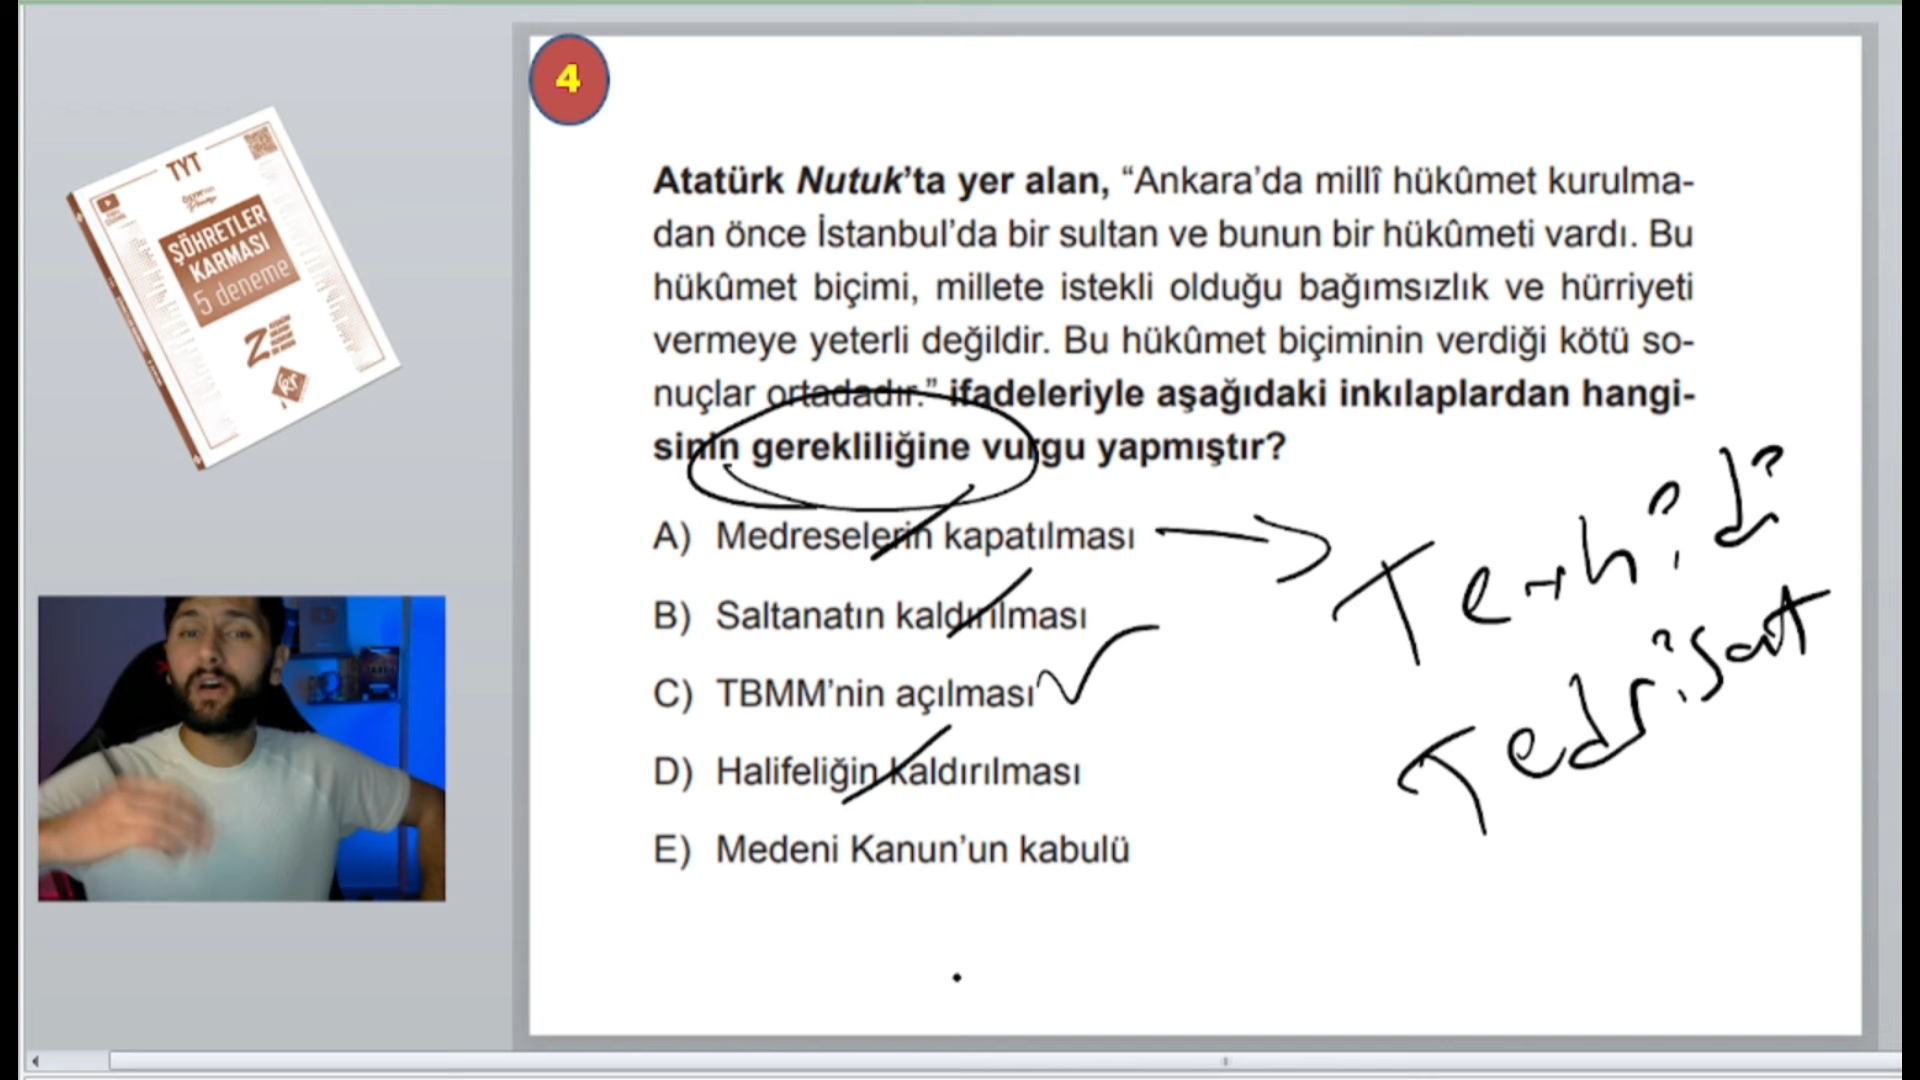 4
TYT
ŞÖHRETLER
KARMASI
5 deneme
Atatürk Nutuk’ta yer alan, “Ankara’da millî hükûmet kurulma-
dan önce İstanbul’da bir sultan ve bunun bir hükûmeti vardı. Bu
hükûmet biçimi, millete istekli olduğu bağımsızlık ve hürriyeti
vermeye yeterli değildir. Bu hükûmet biçiminin verdiği kötü so-
nuçlar ortadadır.” ifadeleriyle aşağıdaki inkılaplardan hangi-
sinin gerekliliğine vurgu yapmıştır?
A) Medreselerin kapatılması
B) Saltanatın kaldırılması
C) TBMM’nin açılması
D) Halifeliğin kaldırılması
E) Medeni Kanun’un kabulü
Tedrisat